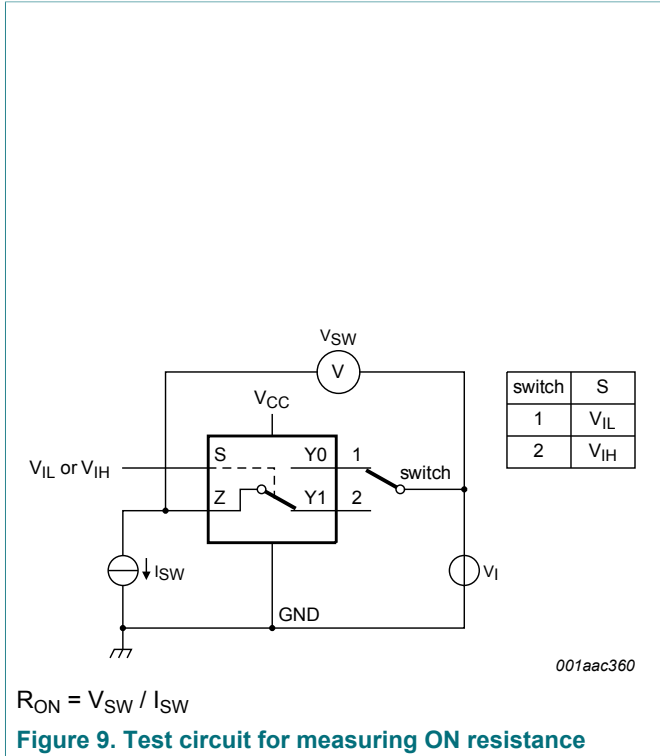 VSW
V
VCC
switch S
1 VIL
2 VIH
S Y0 1
VIL or VIH
switch
Z Y1 2
ISW
VI
GND
001aac360
RON = VSW / ISW
Figure 9. Test circuit for measuring ON resistance